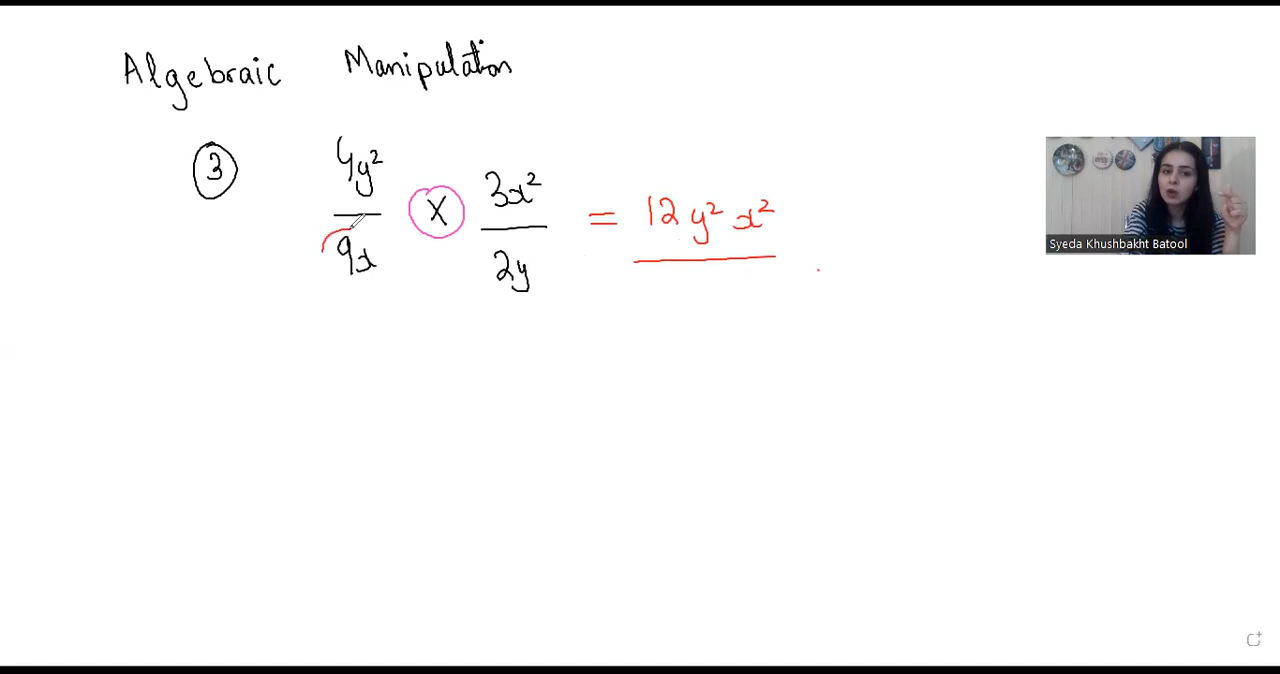 Algebraic Manipulation
③ 4y²/9x × 3x²/2y = 12y²x²
Syeda Khushbakht Batool